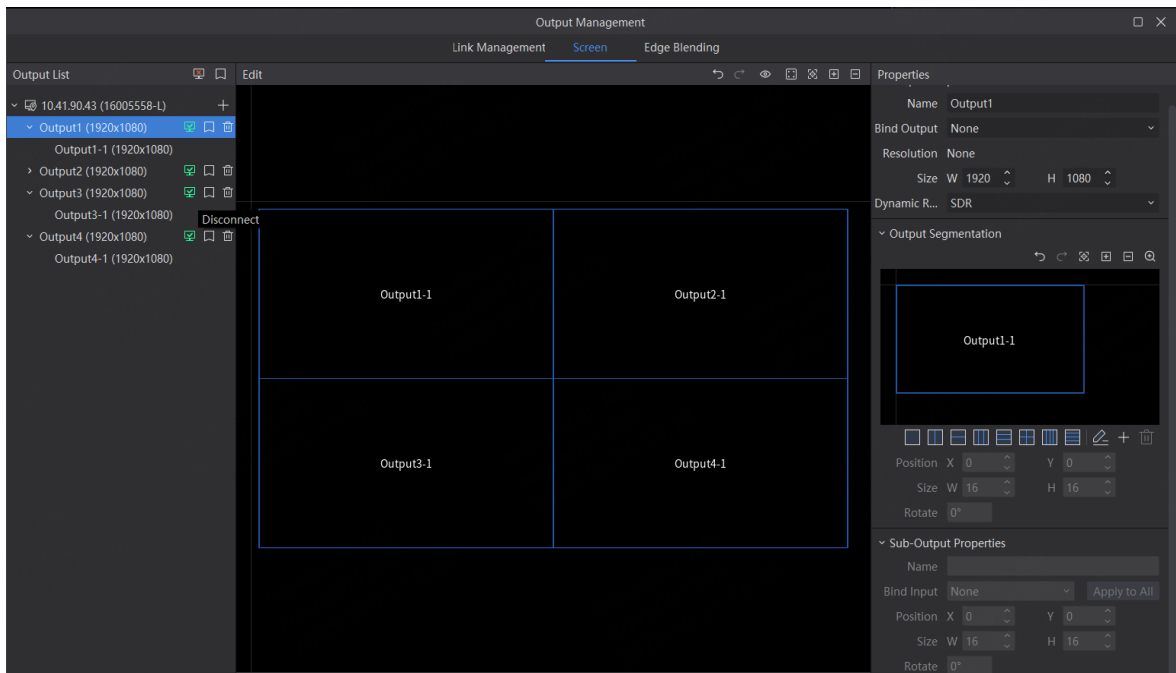 Output Management
Link Management Screen Edge Blending
Output List
Edit
Properties
10.41.90.43 (16005558-L)
Output1 (1920x1080)
Output1-1 (1920x1080)
Output2 (1920x1080)
Output3 (1920x1080)
Output3-1 (1920x1080)
Disconnect
Output4 (1920x1080)
Output4-1 (1920x1080)
Output1-1
Output2-1
Output3-1
Output4-1
Name Output1
Bind Output None
Resolution None
Size W 1920 H 1080
Dynamic R... SDR
Output Segmentation
Output1-1
Position X 0 Y 0
Size W 16 H 16
Rotate 0°
Sub-Output Properties
Name
Bind Input None Apply to All
Position X 0 Y 0
Size W 16 H 16
Rotate 0°